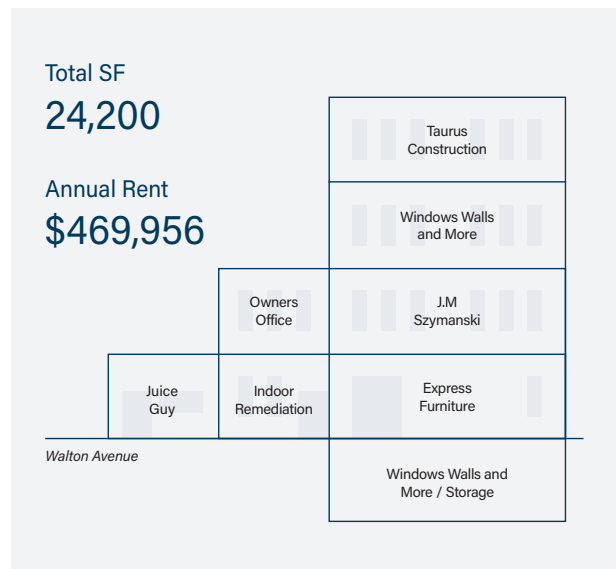 Total SF
24,200
Annual Rent
$469,956
Taurus
Construction
Windows Walls
and More
Owners
Office
J.M
Szymanski
Juice
Guy
Indoor
Remediation
Express
Furniture
Walton Avenue
Windows Walls and
More / Storage